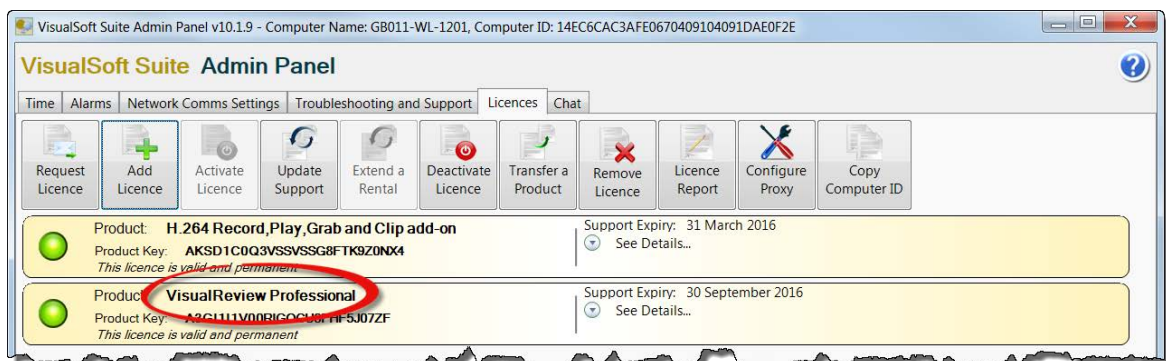 VisualSoft Suite Admin Panel v10.1.9 - Computer Name: GB011-WL-1201, Computer ID: 14EC6CAC3AFE0670409104091DAE0F2E
VisualSoft Suite Admin Panel
Time Alarms Network Comms Settings Troubleshooting and Support Licences Chat
Request Licence
Add Licence
Activate Licence
Update Support
Extend a Rental
Deactivate Licence
Transfer a Product
Remove Licence
Licence Report
Configure Proxy
Copy Computer ID
Product: H.264 Record,Play,Grab and Clip add-on
Support Expiry: 31 March 2016
Product Key: AKSD1C0Q3VSSVSSG8FTK9Z0NX4
See Details...
This licence is valid and permanent
Product: VisualReview Professional
Support Expiry: 30 September 2016
Product Key:
See Details...
This licence is valid and permanent